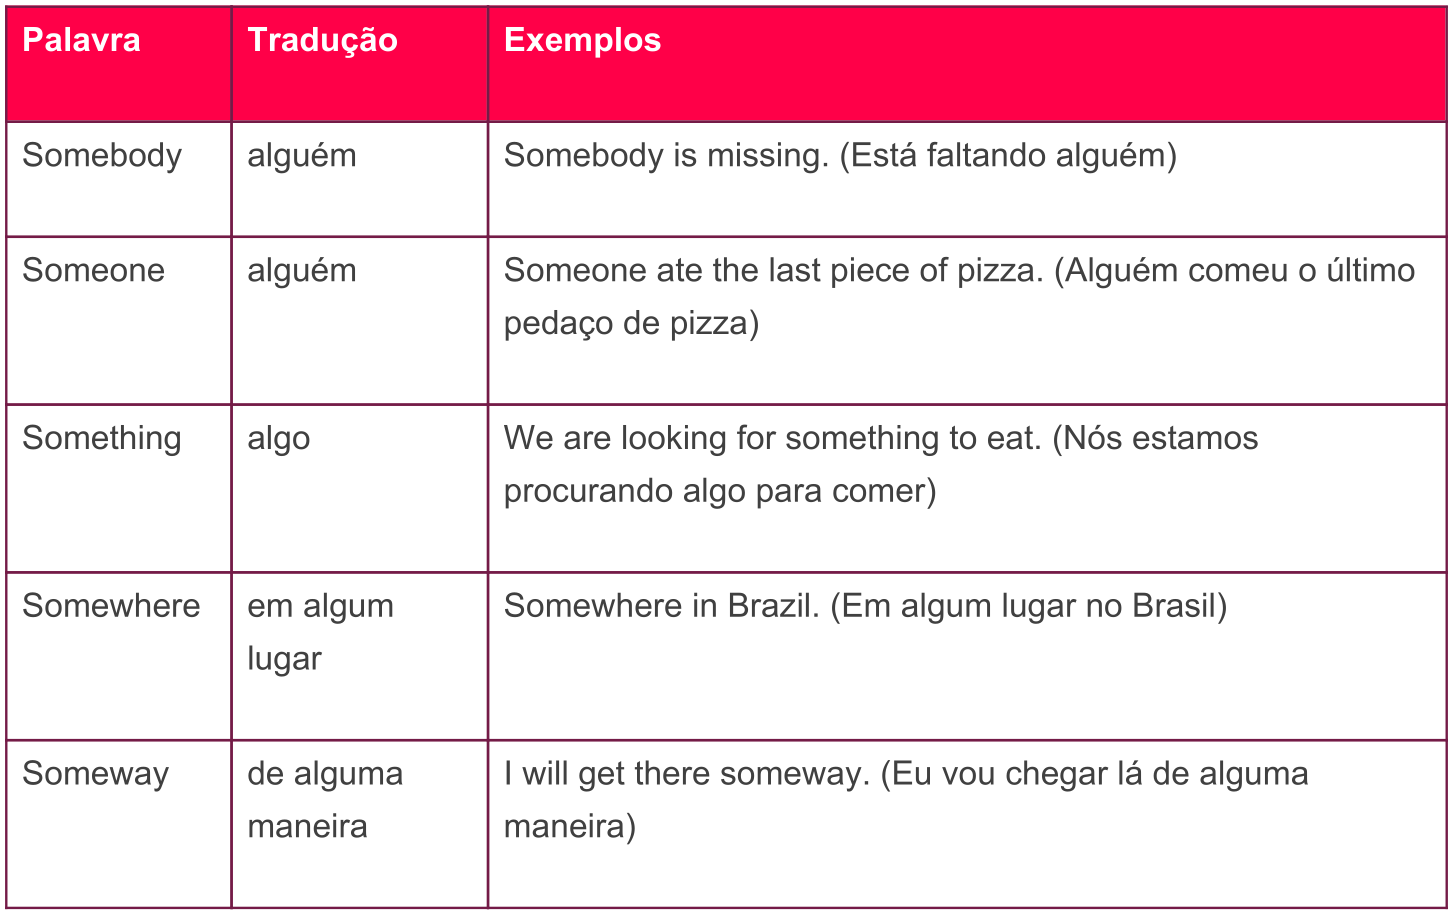 Palavra Tradução Exemplos
Somebody alguém Somebody is missing. (Está faltando alguém)
Someone alguém Someone ate the last piece of pizza. (Alguém comeu o último
pedaço de pizza)
Something algo We are looking for something to eat. (Nós estamos
procurando algo para comer)
Somewhere em algum Somewhere in Brazil. (Em algum lugar no Brasil)
lugar
Someway de alguma I will get there someway. (Eu vou chegar lá de alguma
maneira maneira)